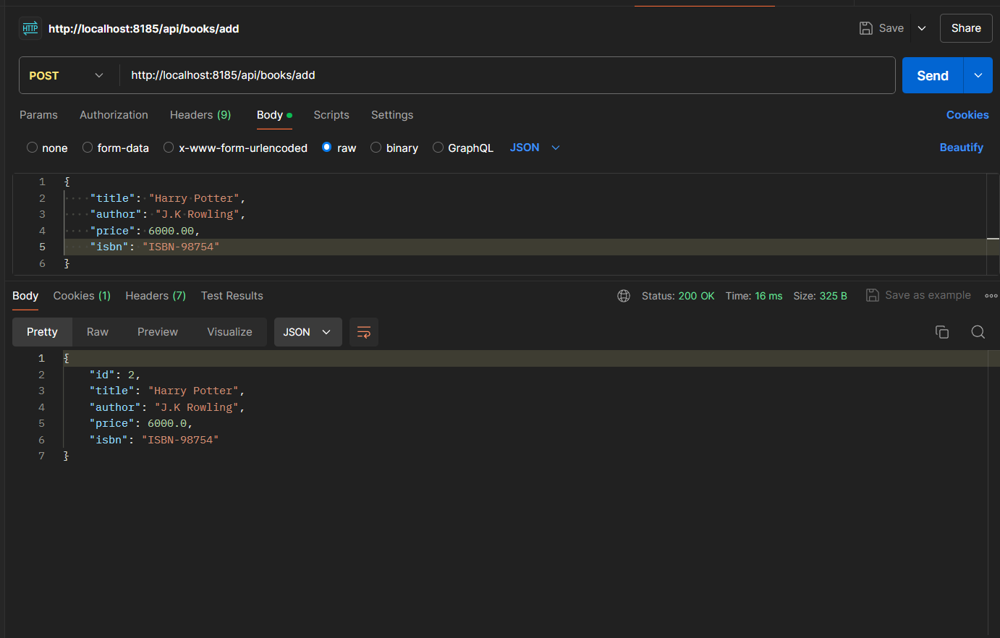 HTTP http://localhost:8185/api/books/add Save Share
POST http://localhost:8185/api/books/add Send
Params Authorization Headers (9) Body Scripts Settings Cookies
none form-data x-www-form-urlencoded raw binary GraphQL JSON Beautify
1 {
2 "title": "Harry Potter",
3 "author": "J.K Rowling",
4 "price": 6000.00,
5 "isbn": "ISBN-98754"
6 }
Body Cookies (1) Headers (7) Test Results Status: 200 OK Time: 16 ms Size: 325 B Save as example
Pretty Raw Preview Visualize JSON
1 {
2 "id": 2,
3 "title": "Harry Potter",
4 "author": "J.K Rowling",
5 "price": 6000.0,
6 "isbn": "ISBN-98754"
7 }